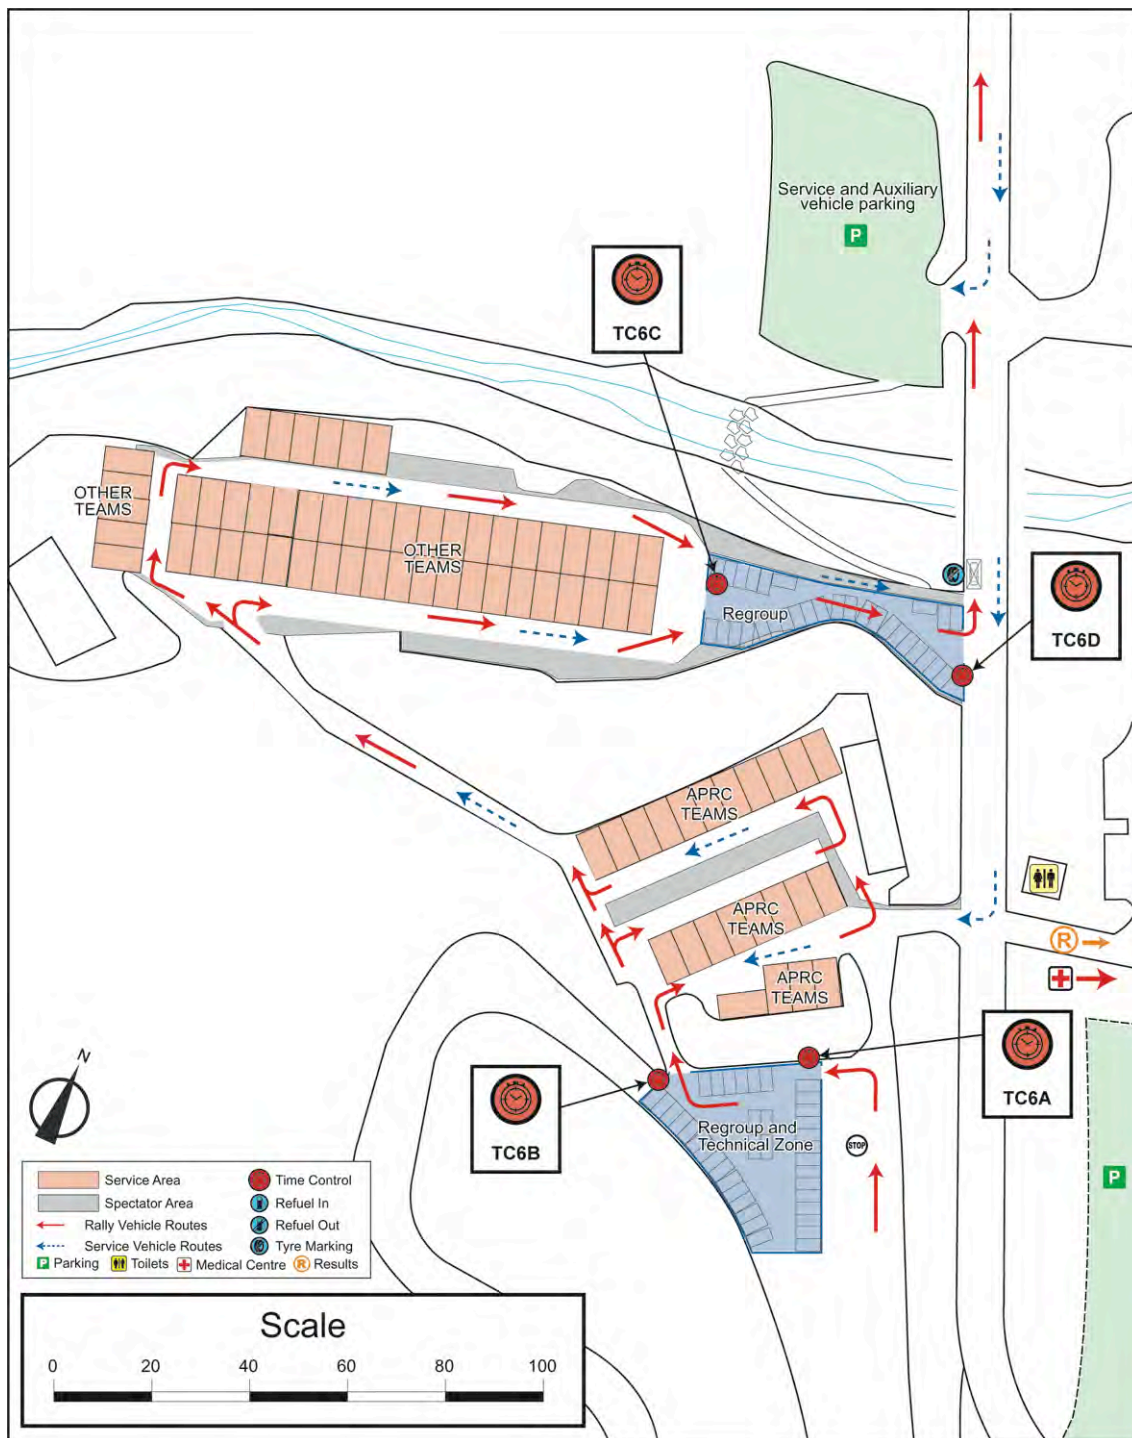 Service and Auxiliary
vehicle parking
P
TC6C
OTHER
TEAMS
OTHER
TEAMS
Regroup
TC6D
APRC
TEAMS
APRC
TEAMS
APRC
TEAMS
R
TC6A
TC6B
Regroup and
Technical Zone
STOP
P
N
Service Area
Time Control
Spectator Area
Refuel In
Rally Vehicle Routes
Refuel Out
Service Vehicle Routes
Tyre Marking
P Parking
Toilets
Medical Centre
R Results
Scale
0 20 40 60 80 100